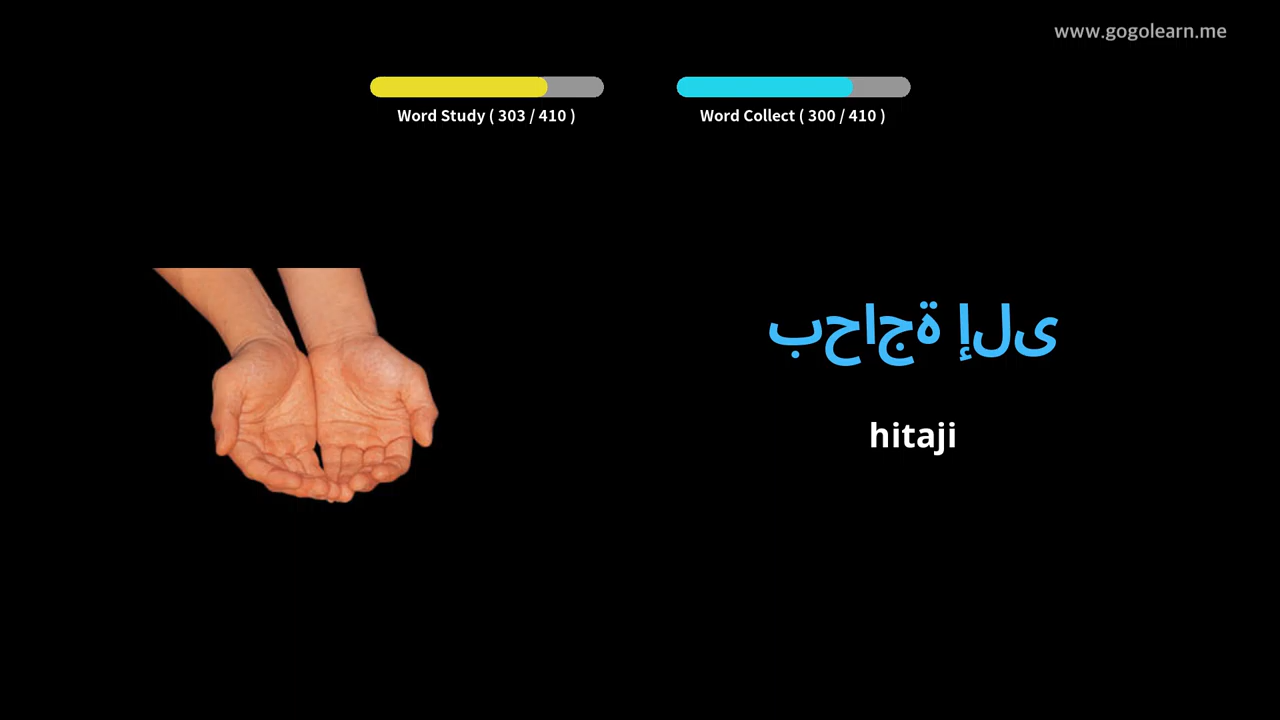 www.gogolearn.me
Word Study ( 303 / 410 )
Word Collect ( 300 / 410 )
بحاجة إلى
hitaji